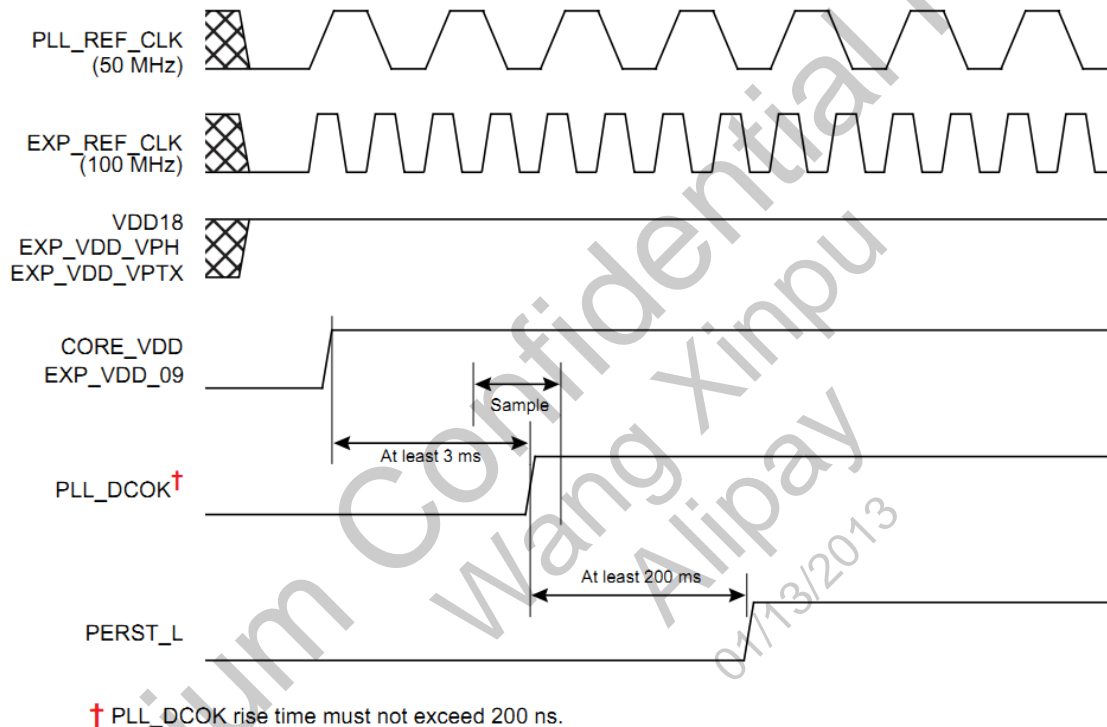 PLL_REF_CLK
(50 MHz)
EXP_REF_CLK
(100 MHz)
VDD18
EXP_VDD_VPH
EXP_VDD_VPTX
CORE_VDD
EXP_VDD_09
Sample
At least 3 ms
PLL_DCOK†
At least 200 ms
PERST_L
† PLL_DCOK rise time must not exceed 200 ns.
Confidential
Wang Xinpu
Alipay
01/13/2013